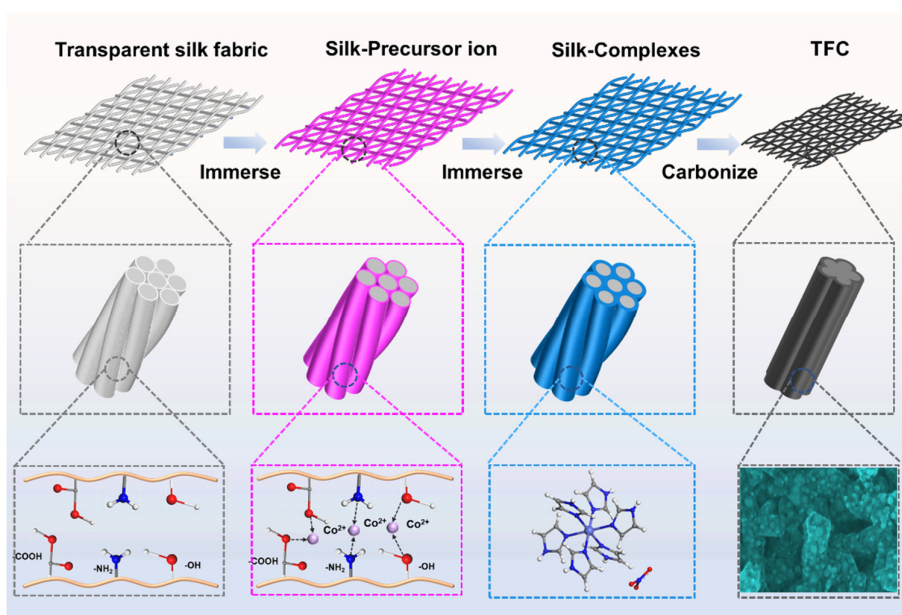 Transparent silk fabric
Silk-Precursor ion
Silk-Complexes
TFC
Immerse
Immerse
Carbonize
-COOH
-NH₂
-OH
Co²⁺
Co²⁺
Co²⁺
-COOH
-NH₂
-OH